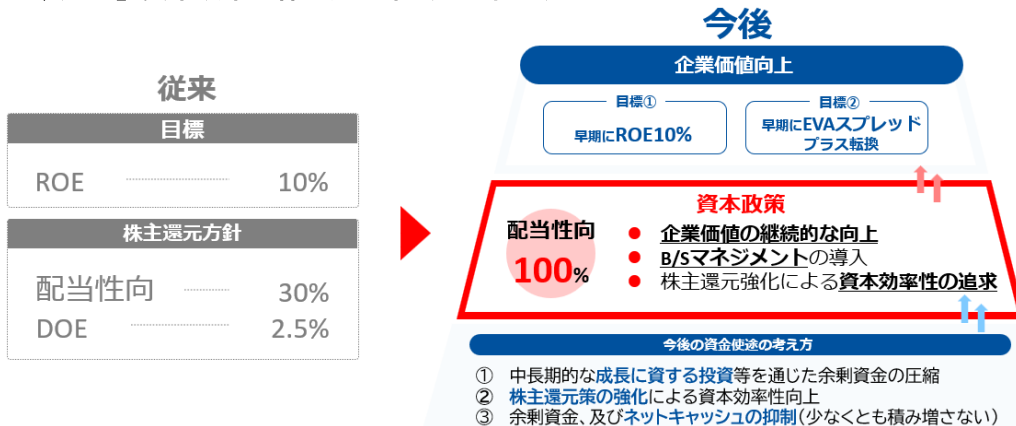 従来
目標
ROE 10%
株主還元方針
配当性向 30%
DOE 2.5%
今後
企業価値向上
目標①
早期にROE10%
目標②
早期にEVAスプレッド
プラス転換
資本政策
配当性向
100%
● 企業価値の継続的な向上
● B/Sマネジメントの導入
● 株主還元強化による資本効率性の追求
今後の資金使途の考え方
① 中長期的な成長に資する投資等を通じた余剰資金の圧縮
② 株主還元策の強化による資本効率性向上
③ 余剰資金、及びネットキャッシュの抑制(少なくとも積み増さない)